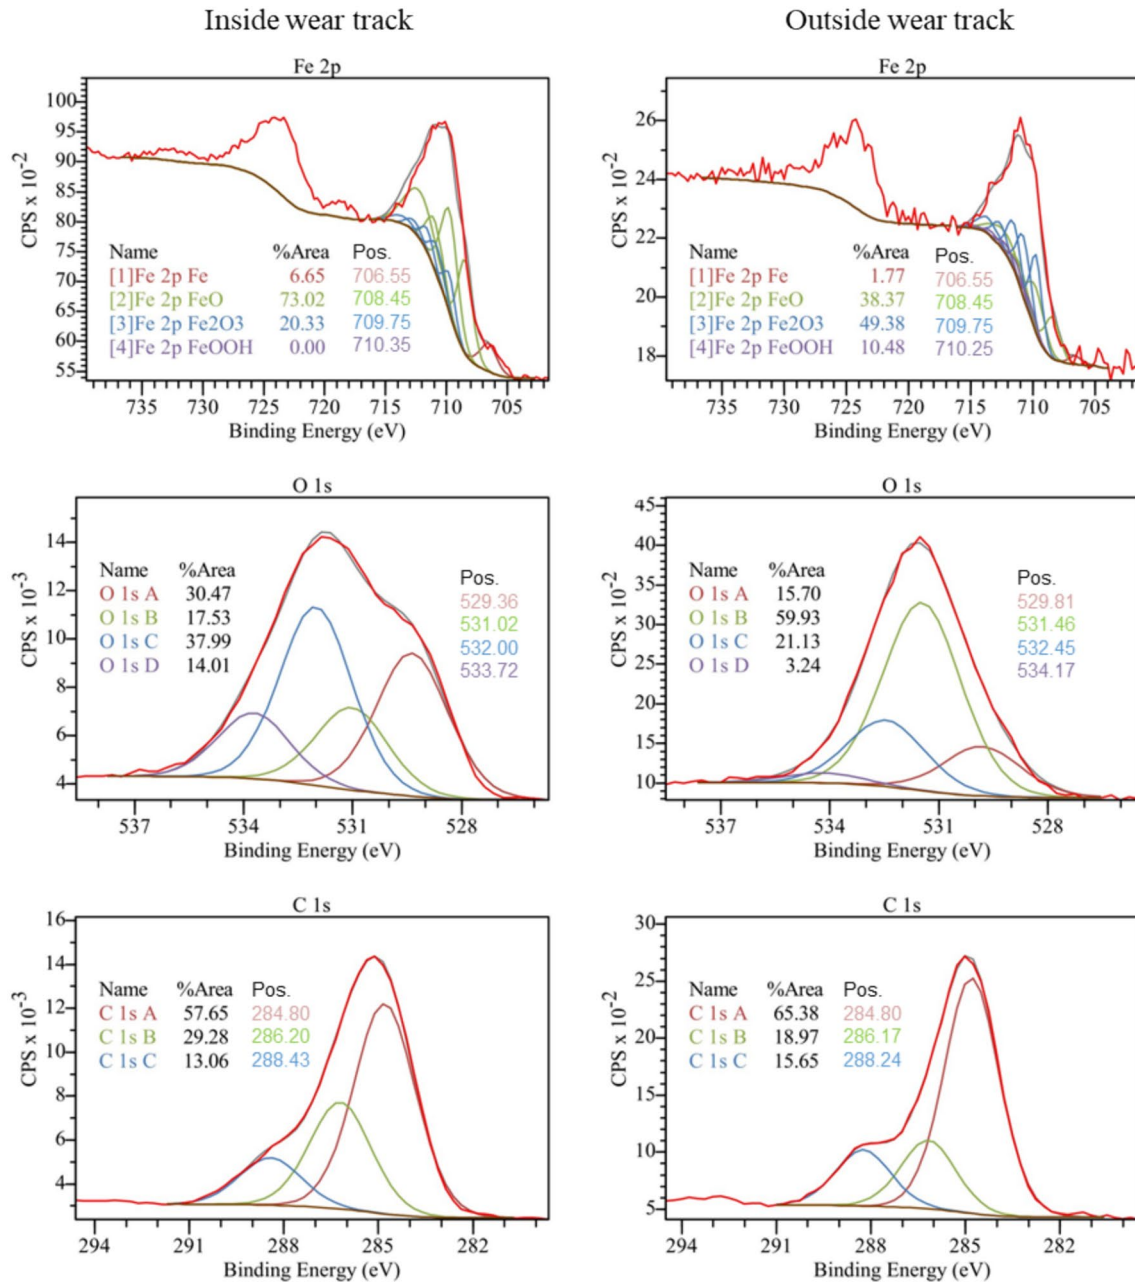 Inside wear track
Outside wear track
Fe 2p
CPS x 10-2
100
95
90
85
80
75
70
65
60
55
Name %Area Pos.
[1]Fe 2p Fe 6.65 706.55
[2]Fe 2p FeO 73.02 708.45
[3]Fe 2p Fe2O3 20.33 709.75
[4]Fe 2p FeOOH 0.00 710.35
735 730 725 720 715 710 705
Binding Energy (eV)
Fe 2p
CPS x 10-2
26
24
22
20
18
Name %Area Pos.
[1]Fe 2p Fe 1.77 706.55
[2]Fe 2p FeO 38.37 708.45
[3]Fe 2p Fe2O3 49.38 709.75
[4]Fe 2p FeOOH 10.48 710.25
735 730 725 720 715 710 705
Binding Energy (eV)
O 1s
CPS x 10-3
14
12
10
8
6
4
Name %Area Pos.
O 1s A 30.47 529.36
O 1s B 17.53 531.02
O 1s C 37.99 532.00
O 1s D 14.01 533.72
537 534 531 528
Binding Energy (eV)
O 1s
CPS x 10-2
45
40
35
30
25
20
15
10
Name %Area Pos.
O 1s A 15.70 529.81
O 1s B 59.93 531.46
O 1s C 21.13 532.45
O 1s D 3.24 534.17
537 534 531 528
Binding Energy (eV)
C 1s
CPS x 10-3
16
14
12
10
8
6
4
Name %Area Pos.
C 1s A 57.65 284.80
C 1s B 29.28 286.20
C 1s C 13.06 288.43
294 291 288 285 282
Binding Energy (eV)
C 1s
CPS x 10-2
30
25
20
15
10
5
Name %Area Pos.
C 1s A 65.38 284.80
C 1s B 18.97 286.17
C 1s C 15.65 288.24
294 291 288 285 282
Binding Energy (eV)